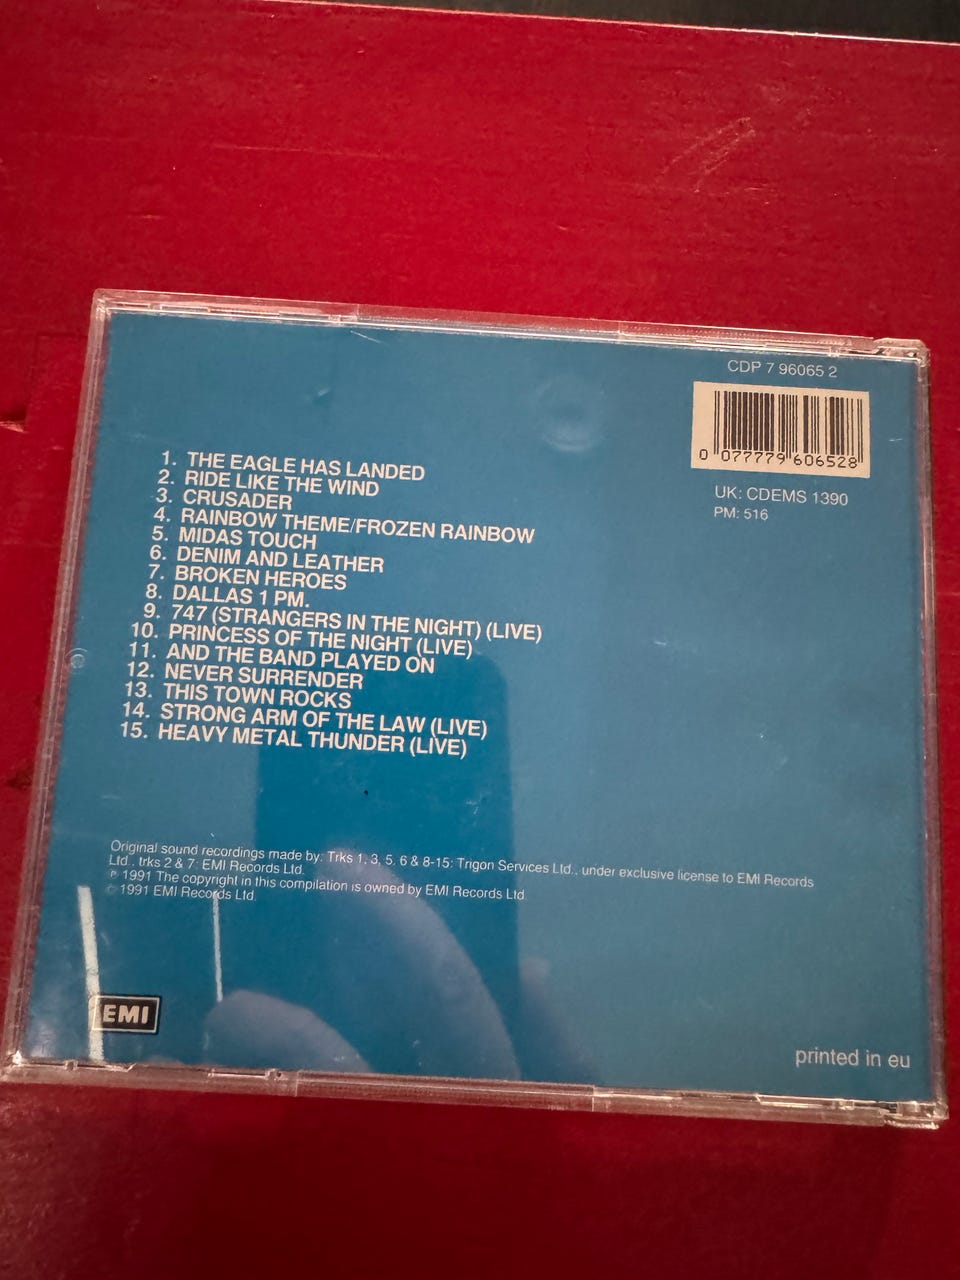 CDP 7 96065 2
0 077779 606528
UK: CDEMS 1390
PM: 516
1. THE EAGLE HAS LANDED
2. RIDE LIKE THE WIND
3. CRUSADER
4. RAINBOW THEME/FROZEN RAINBOW
5. MIDAS TOUCH
6. DENIM AND LEATHER
7. BROKEN HEROES
8. DALLAS 1 PM.
9. 747 (STRANGERS IN THE NIGHT) (LIVE)
10. PRINCESS OF THE NIGHT (LIVE)
11. AND THE BAND PLAYED ON
12. NEVER SURRENDER
13. THIS TOWN ROCKS
14. STRONG ARM OF THE LAW (LIVE)
15. HEAVY METAL THUNDER (LIVE)
Original sound recordings made by: Trks 1, 3, 5, 6 & 8-15: Trigon Services Ltd., under exclusive license to EMI Records
Ltd., trks 2 & 7: EMI Records Ltd.
℗ 1991 The copyright in this compilation is owned by EMI Records Ltd.
© 1991 EMI Records Ltd.
EMI
printed in eu